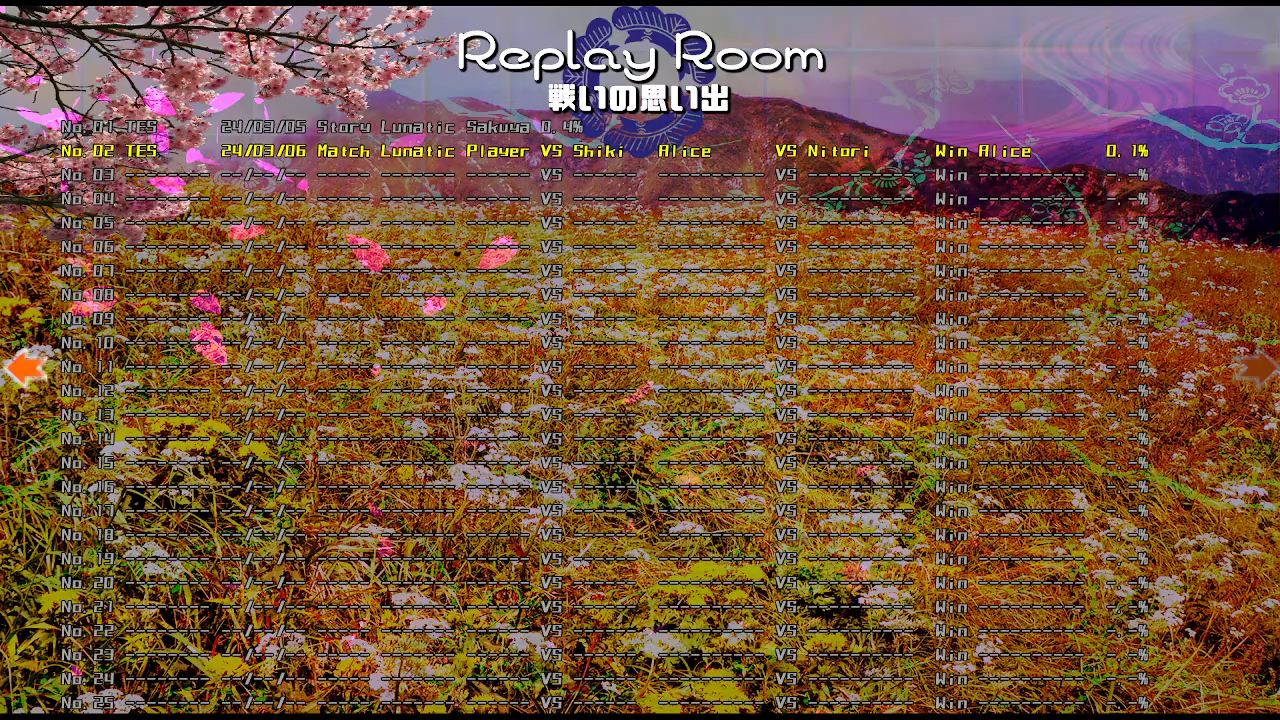 Replay Room
戦いの思い出
No. 01 TES 24/03/05 Story Lunatic Sakuya 0. 4%
No. 02 TES 24/03/06 Match Lunatic Player VS Shiki Alice VS Nitori Win Alice 0. 1%
No. 03 -------- --/--/-- ----- ------- ------ VS ------ ---------- VS ---------- Win ---------- -. -%
No. 04 -------- --/--/-- ----- ------- ------ VS ------ ---------- VS ---------- Win ---------- -. -%
No. 05 -------- --/--/-- ----- ------- ------ VS ------ ---------- VS ---------- Win ---------- -. -%
No. 06 -------- --/--/-- ----- ------- ------ VS ------ ---------- VS ---------- Win ---------- -. -%
No. 07 -------- --/--/-- ----- ------- ------ VS ------ ---------- VS ---------- Win ---------- -. -%
No. 08 -------- --/--/-- ----- ------- ------ VS ------ ---------- VS ---------- Win ---------- -. -%
No. 09 -------- --/--/-- ----- ------- ------ VS ------ ---------- VS ---------- Win ---------- -. -%
No. 10 -------- --/--/-- ----- ------- ------ VS ------ ---------- VS ---------- Win ---------- -. -%
No. 11 -------- --/--/-- ----- ------- ------ VS ------ ---------- VS ---------- Win ---------- -. -%
No. 12 -------- --/--/-- ----- ------- ------ VS ------ ---------- VS ---------- Win ---------- -. -%
No. 13 -------- --/--/-- ----- ------- ------ VS ------ ---------- VS ---------- Win ---------- -. -%
No. 14 -------- --/--/-- ----- ------- ------ VS ------ ---------- VS ---------- Win ---------- -. -%
No. 15 -------- --/--/-- ----- ------- ------ VS ------ ---------- VS ---------- Win ---------- -. -%
No. 16 -------- --/--/-- ----- ------- ------ VS ------ ---------- VS ---------- Win ---------- -. -%
No. 17 -------- --/--/-- ----- ------- ------ VS ------ ---------- VS ---------- Win ---------- -. -%
No. 18 -------- --/--/-- ----- ------- ------ VS ------ ---------- VS ---------- Win ---------- -. -%
No. 19 -------- --/--/-- ----- ------- ------ VS ------ ---------- VS ---------- Win ---------- -. -%
No. 20 -------- --/--/-- ----- ------- ------ VS ------ ---------- VS ---------- Win ---------- -. -%
No. 21 -------- --/--/-- ----- ------- ------ VS ------ ---------- VS ---------- Win ---------- -. -%
No. 22 -------- --/--/-- ----- ------- ------ VS ------ ---------- VS ---------- Win ---------- -. -%
No. 23 -------- --/--/-- ----- ------- ------ VS ------ ---------- VS ---------- Win ---------- -. -%
No. 24 -------- --/--/-- ----- ------- ------ VS ------ ---------- VS ---------- Win ---------- -. -%
No. 25 -------- --/--/-- ----- ------- ------ VS ------ ---------- VS ---------- Win ---------- -. -%